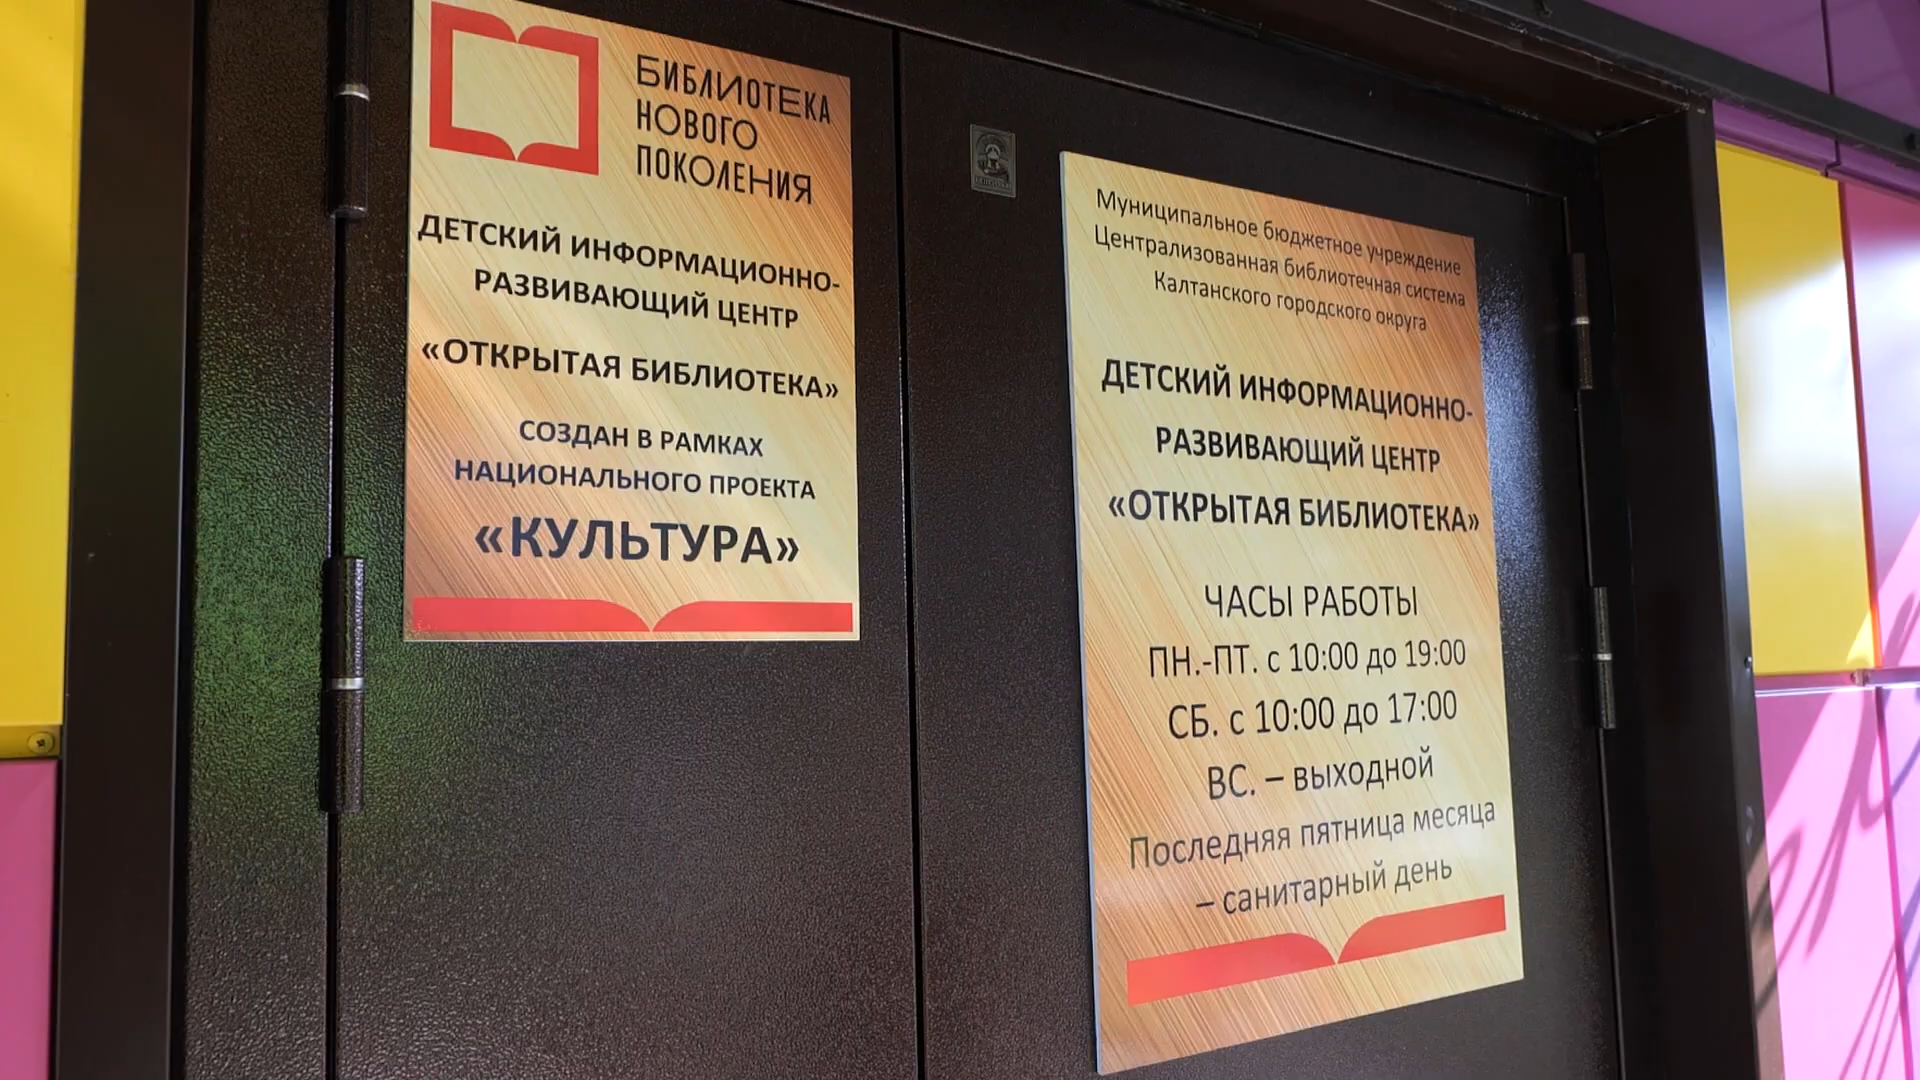 БИБЛИОТЕКА
НОВОГО
ПОКОЛЕНИЯ
ДЕТСКИЙ ИНФОРМАЦИОННО-
РАЗВИВАЮЩИЙ ЦЕНТР
«ОТКРЫТАЯ БИБЛИОТЕКА»
СОЗДАН В РАМКАХ
НАЦИОНАЛЬНОГО ПРОЕКТА
«КУЛЬТУРА»
Муниципальное бюджетное учреждение
Централизованная библиотечная система
Калтанского городского округа
ДЕТСКИЙ ИНФОРМАЦИОННО-
РАЗВИВАЮЩИЙ ЦЕНТР
«ОТКРЫТАЯ БИБЛИОТЕКА»
ЧАСЫ РАБОТЫ
ПН.-ПТ. с 10:00 до 19:00
СБ. с 10:00 до 17:00
ВС. – выходной
Последняя пятница месяца
– санитарный день